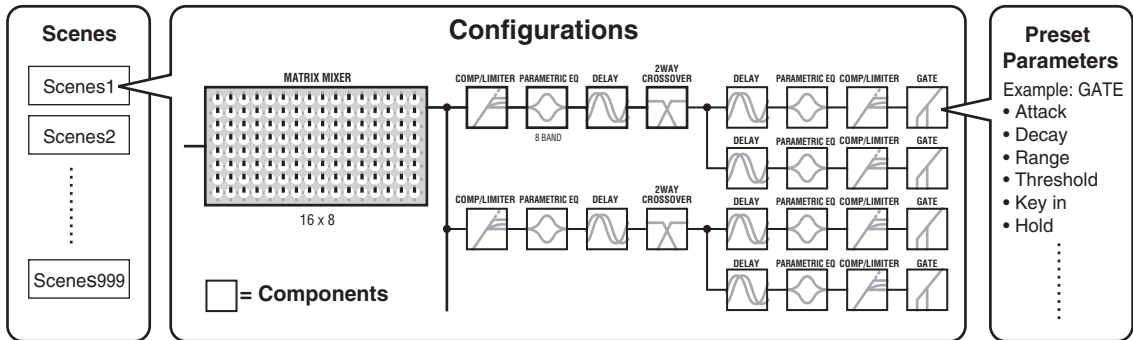 Scenes
Scenes1
Scenes2
Scenes999
Configurations
MATRIX MIXER
16 x 8
= Components
COMP/LIMITER PARAMETRIC EQ DELAY 2WAY CROSSOVER DELAY PARAMETRIC EQ COMP/LIMITER GATE
8 BAND
DELAY PARAMETRIC EQ COMP/LIMITER GATE
COMP/LIMITER PARAMETRIC EQ DELAY 2WAY CROSSOVER DELAY PARAMETRIC EQ COMP/LIMITER GATE
DELAY PARAMETRIC EQ COMP/LIMITER GATE
Preset
Parameters
Example: GATE
• Attack
• Decay
• Range
• Threshold
• Key in
• Hold